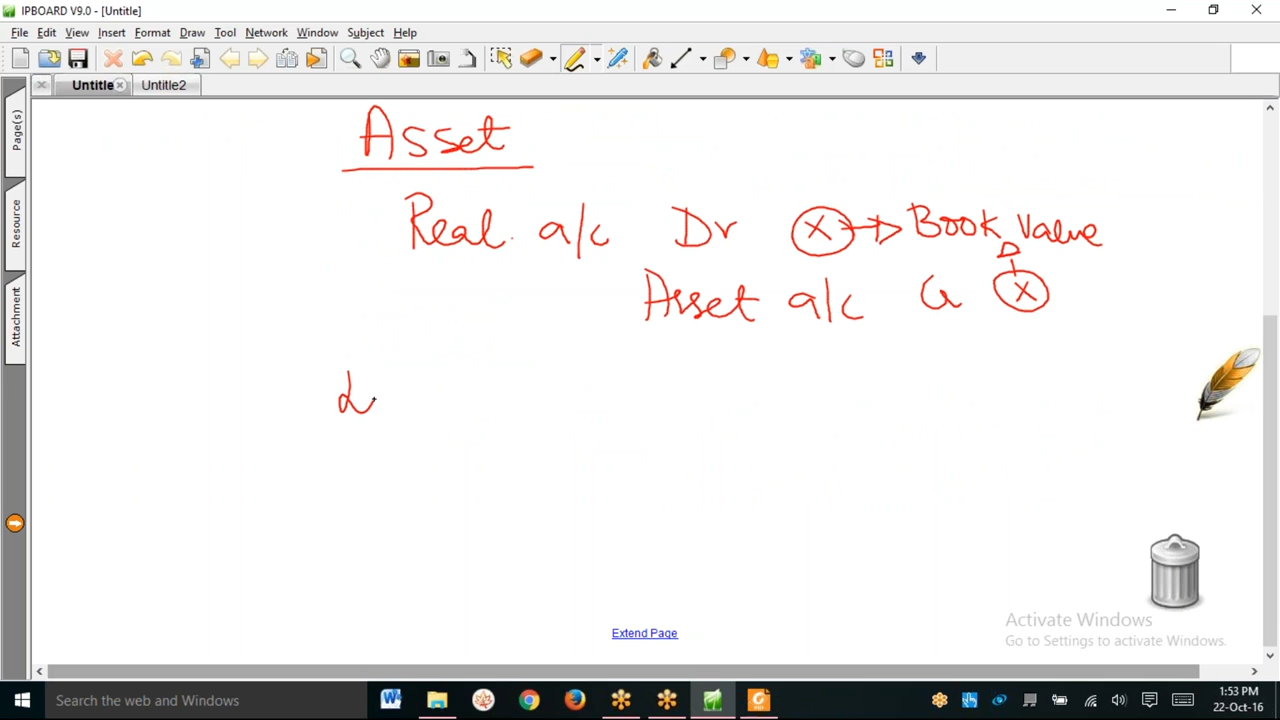 IPBOARD V9.0 - [Untitled]
File Edit View Insert Format Draw Tool Network Window Subject Help
Untitle Untitle2
Page(s)
Resource
Attachment
Asset
Real. a/c Dr X → Book Value
Asset a/c Cr X
L
Extend Page
Activate Windows
Go to Settings to activate Windows.
Search the web and Windows
1:53 PM
22-Oct-16